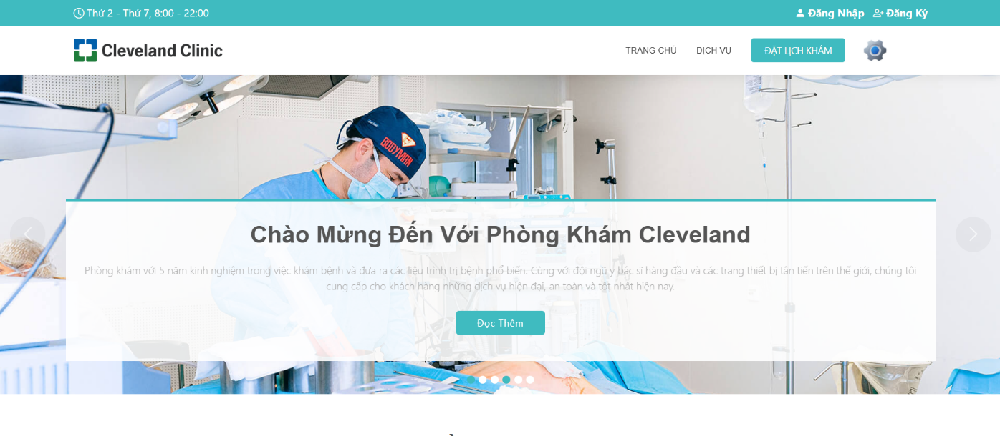 Thứ 2 - Thứ 7, 8:00 - 22:00
Đăng Nhập Đăng Ký
Cleveland Clinic
TRANG CHỦ DỊCH VỤ ĐẶT LỊCH KHÁM
BODYMAN
Chào Mừng Đến Với Phòng Khám Cleveland
Phòng khám với 5 năm kinh nghiệm trong việc khám bệnh và đưa ra các liệu trình trị bệnh phổ biến. Cùng với đội ngũ y bác sĩ hàng đầu và các trang thiết bị tân tiến trên thế giới, chúng tôi
cung cấp cho khách hàng những dịch vụ hiện đại, an toàn và tốt nhất hiện nay.
Đọc Thêm